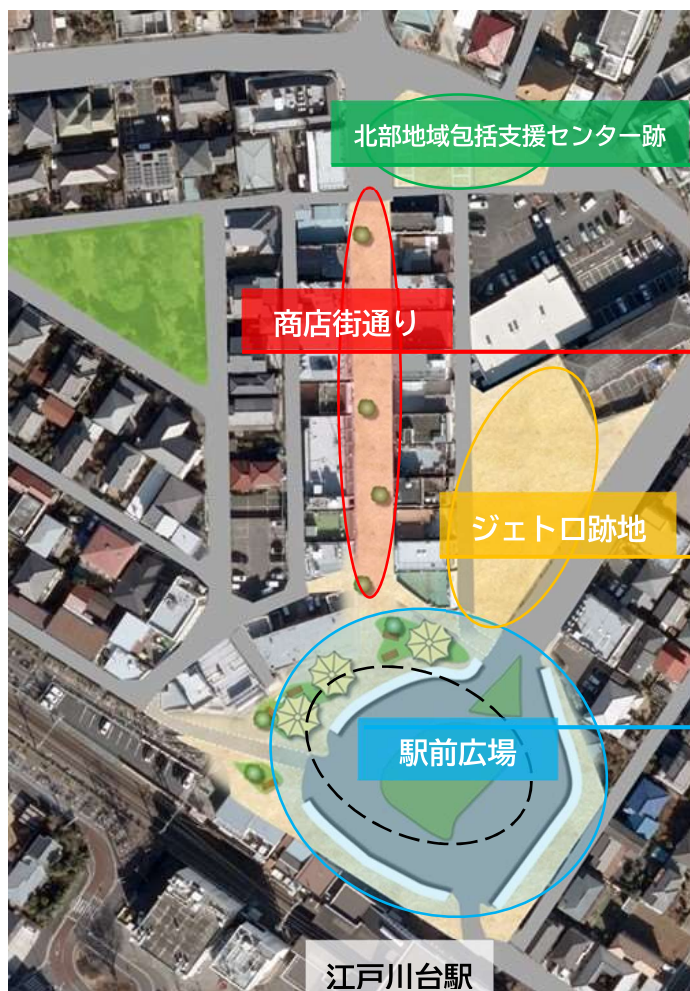 北部地域包括支援センター跡
商店街通り
ジェトロ跡地
駅前広場
江戸川台駅